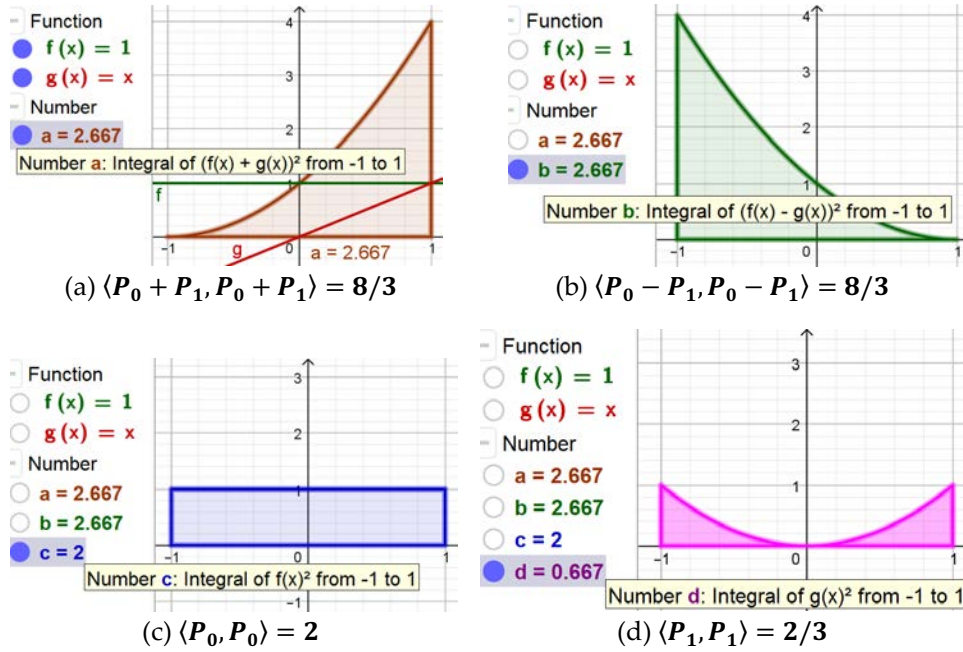 Function
f(x) = 1
g(x) = x
Number
a = 2.667
Number a: Integral of (f(x) + g(x))² from -1 to 1
4
3
2
1
f
-1
g
0
a = 2.667
1
(a) ⟨P₀ + P₁, P₀ + P₁⟩ = 8/3
Function
f(x) = 1
g(x) = x
Number
a = 2.667
b = 2.667
Number b: Integral of (f(x) - g(x))² from -1 to 1
4
3
2
1
-1
0
1
(b) ⟨P₀ − P₁, P₀ − P₁⟩ = 8/3
Function
f(x) = 1
g(x) = x
Number
a = 2.667
b = 2.667
c = 2
Number c: Integral of f(x)² from -1 to 1
3
2
1
-1
0
1
-1
(c) ⟨P₀, P₀⟩ = 2
Function
f(x) = 1
g(x) = x
Number
a = 2.667
b = 2.667
c = 2
d = 0.667
Number d: Integral of g(x)² from -1 to 1
3
2
1
-1
0
1
(d) ⟨P₁, P₁⟩ = 2/3